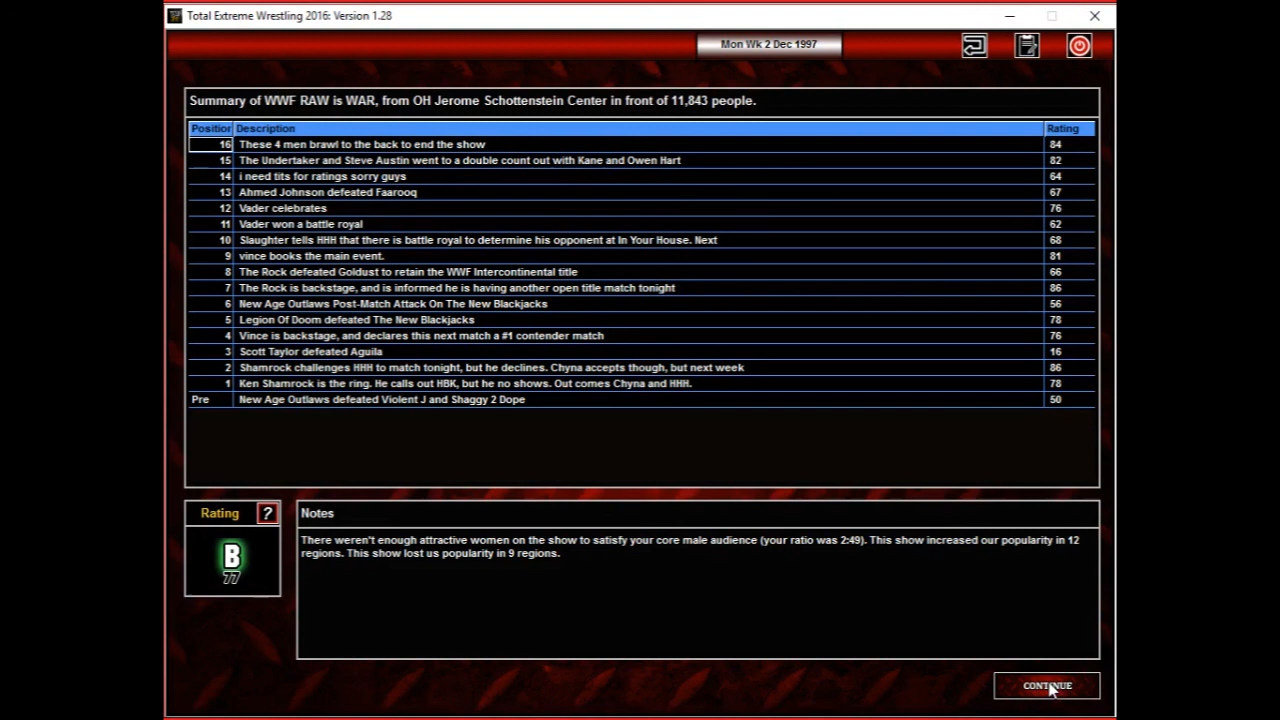 Total Extreme Wrestling 2016: Version 1.28
Mon Wk 2 Dec 1997
Summary of WWF RAW is WAR, from OH Jerome Schottenstein Center in front of 11,843 people.
Position Description Rating
16 These 4 men brawl to the back to end the show 84
15 The Undertaker and Steve Austin went to a double count out with Kane and Owen Hart 82
14 i need tits for ratings sorry guys 64
13 Ahmed Johnson defeated Faarooq 67
12 Vader celebrates 76
11 Vader won a battle royal 62
10 Slaughter tells HHH that there is battle royal to determine his opponent at In Your House. Next 68
9 vince books the main event. 81
8 The Rock defeated Goldust to retain the WWF Intercontinental title 66
7 The Rock is backstage, and is informed he is having another open title match tonight 86
6 New Age Outlaws Post-Match Attack On The New Blackjacks 56
5 Legion Of Doom defeated The New Blackjacks 78
4 Vince is backstage, and declares this next match a #1 contender match 76
3 Scott Taylor defeated Aguila 16
2 Shamrock challenges HHH to match tonight, but he declines. Chyna accepts though, but next week 86
1 Ken Shamrock is the ring. He calls out HBK, but he no shows. Out comes Chyna and HHH. 78
Pre New Age Outlaws defeated Violent J and Shaggy 2 Dope 50
Rating ?
B
77
Notes
There weren't enough attractive women on the show to satisfy your core male audience (your ratio was 2:49). This show increased our popularity in 12
regions. This show lost us popularity in 9 regions.
CONTINUE